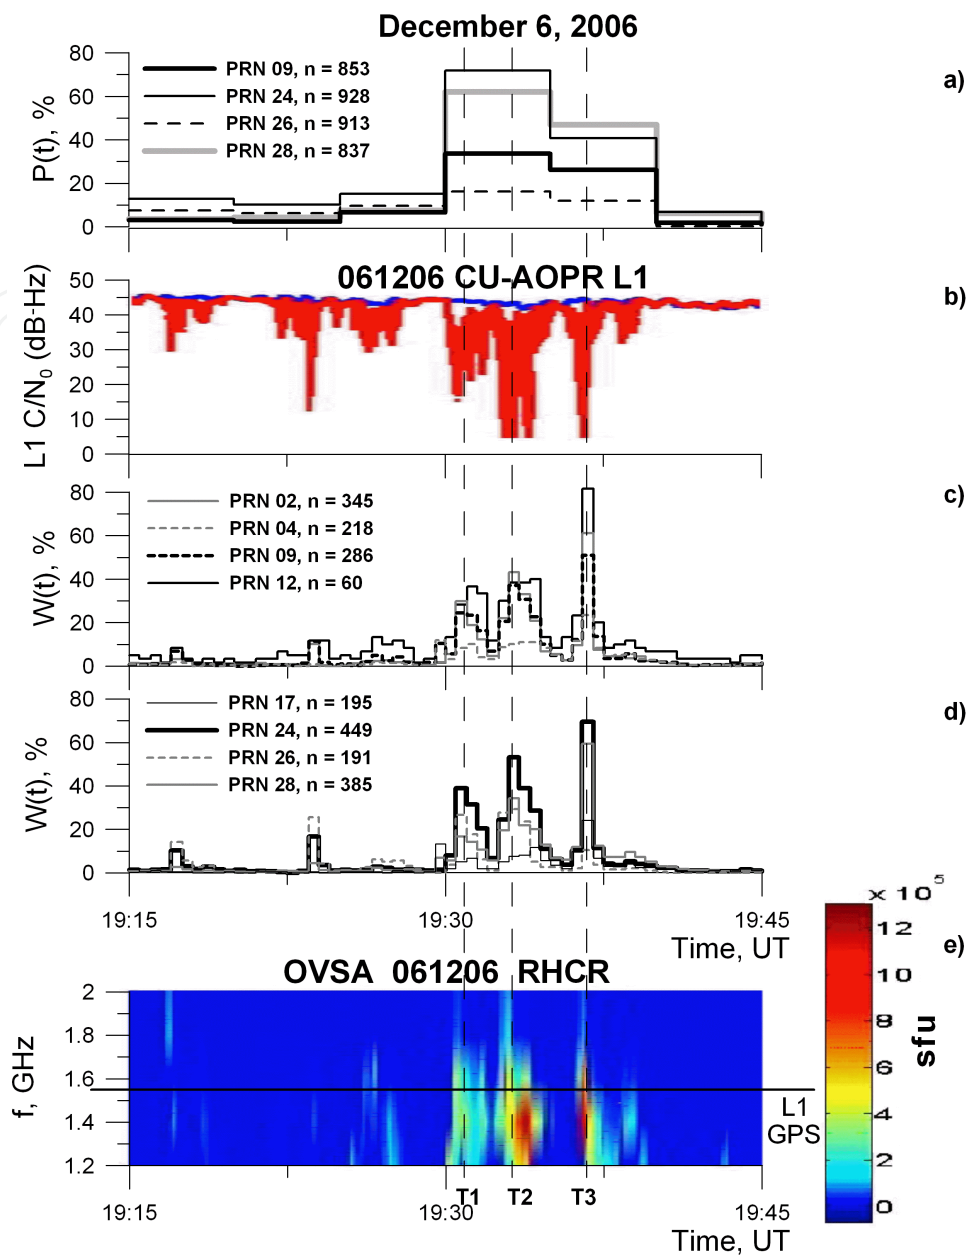 December 6, 2006
a)
P(t), %
80
60
40
20
0
PRN 09, n = 853
PRN 24, n = 928
PRN 26, n = 913
PRN 28, n = 837
061206 CU-AOPR L1
b)
L1 C/N0 (dB-Hz)
50
40
30
20
10
0
c)
W(t), %
80
60
40
20
0
PRN 02, n = 345
PRN 04, n = 218
PRN 09, n = 286
PRN 12, n = 60
d)
W(t), %
80
60
40
20
0
PRN 17, n = 195
PRN 24, n = 449
PRN 26, n = 191
PRN 28, n = 385
19:15
19:30
19:45
Time, UT
e)
OVSA 061206 RHCR
f, GHz
2
1.8
1.6
1.4
1.2
L1
GPS
T1
T2
T3
19:15
19:30
19:45
Time, UT
x 10^5
12
10
8
6
4
2
0
sfu